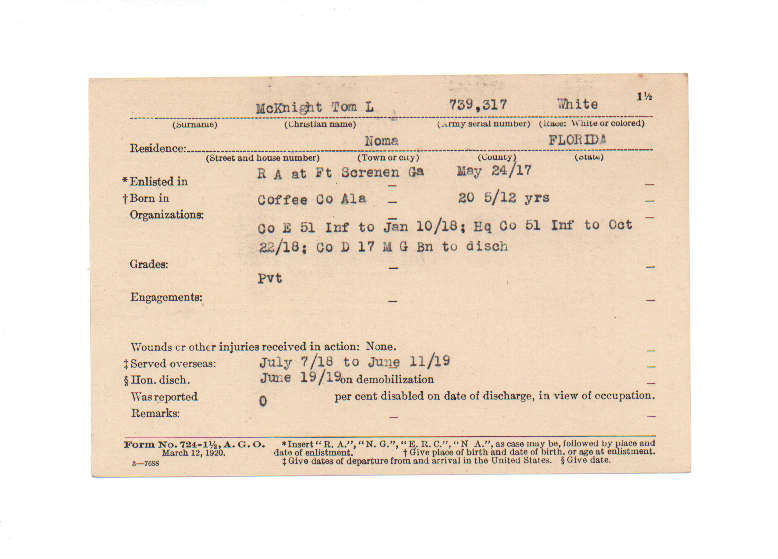 McKnight Tom L 739,317 White 1½
(Surname) (Christian name) (Army serial number) (Race: White or colored)
Residence: Noma FLORIDA
(Street and house number) (Town or city) (County) (State)
*Enlisted in R A at Ft Screnen Ga May 24/17
†Born in Coffee Co Ala 20 5/12 yrs
Organizations: Co E 51 Inf to Jan 10/18; Hq Co 51 Inf to Oct
22/18; Co D 17 M G Bn to disch
Grades:
Pvt
Engagements:
Wounds or other injuries received in action: None.
‡Served overseas: July 7/18 to June 11/19
§Hon. disch. June 19/19 on demobilization
Was reported 0 per cent disabled on date of discharge, in view of occupation.
Remarks:
Form No. 724-1½, A. G. O. *Insert "R. A.", "N. G.", "E. R. C.", "N A.", as case may be, followed by place and
March 12, 1920. date of enlistment. †Give place of birth and date of birth, or age at enlistment.
3—7688 ‡Give dates of departure from and arrival in the United States. §Give date.